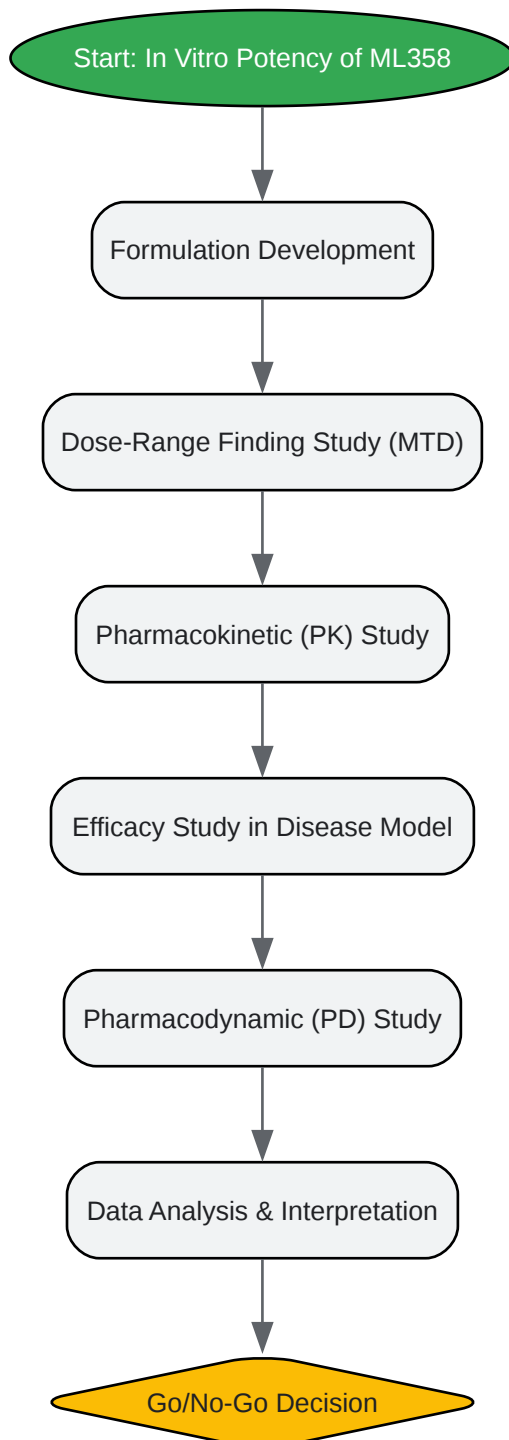 Start: In Vitro Potency of ML358
Formulation Development
Dose-Range Finding Study (MTD)
Pharmacokinetic (PK) Study
Efficacy Study in Disease Model
Pharmacodynamic (PD) Study
Data Analysis & Interpretation
Go/No-Go Decision